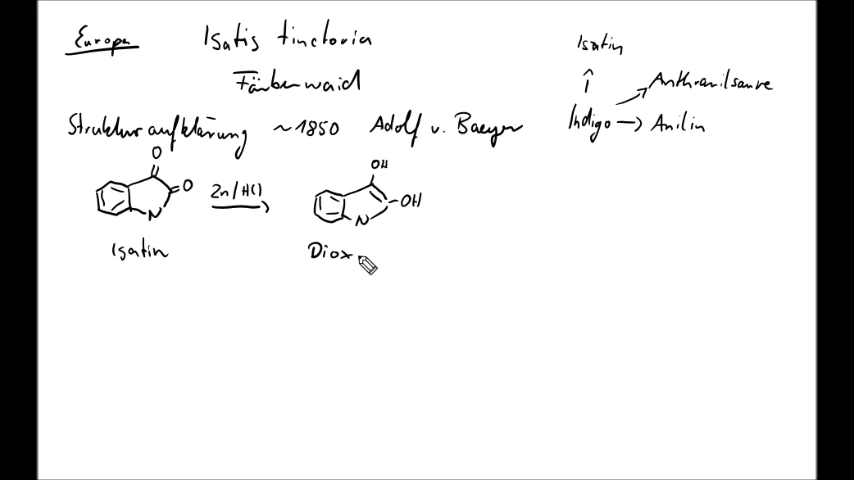 Europa Isatis tinctoria
Färberwaid
Strukturaufklärung ~1850 Adolf v. Baeyer
Isatin
Anthranilsäure
Indigo → Anilin
O
O
N
Zn/HCl
OH
OH
N
Isatin
Diox